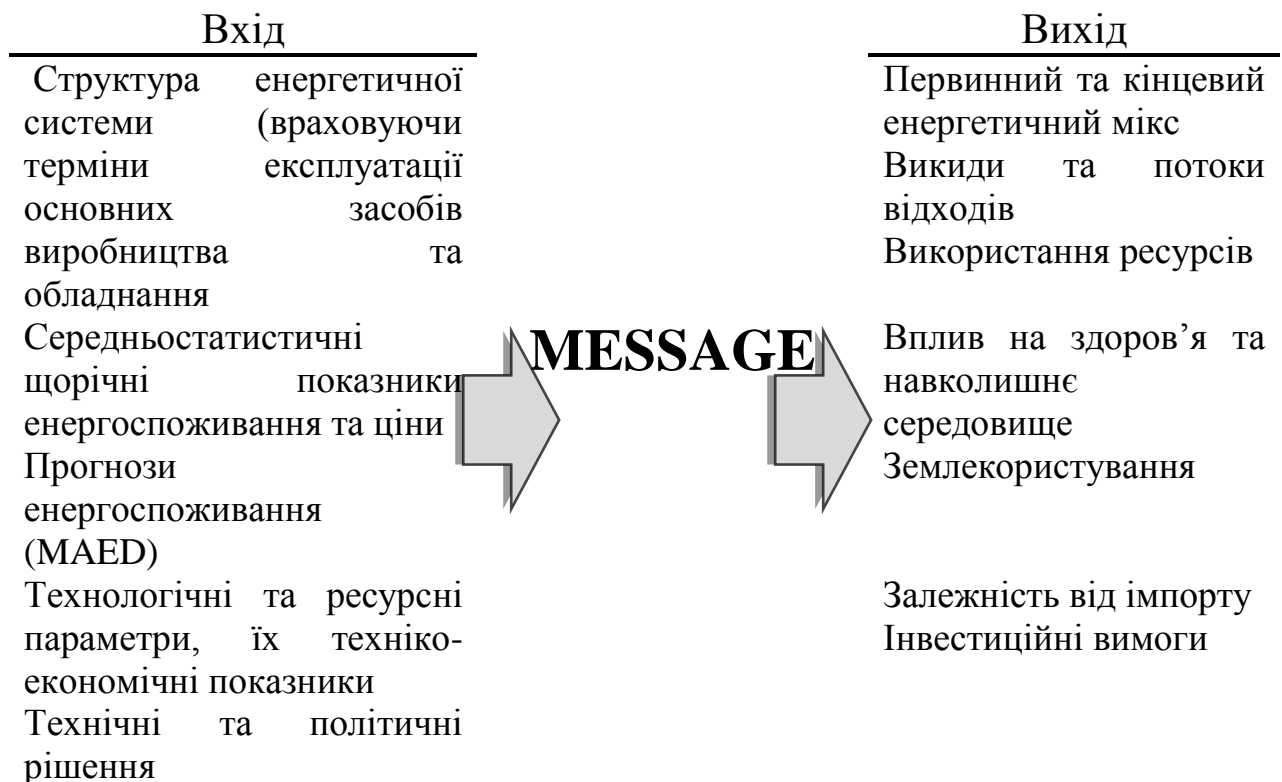 Вхід
Структура енергетичної
системи (враховуючи
терміни експлуатації
основних засобів
виробництва та
обладнання
Середньостатистичні
щорічні показники
енергоспоживання та ціни
Прогнози
енергоспоживання
(MAED)
Технологічні та ресурсні
параметри, їх техніко-
економічні показники
Технічні та політичні
рішення
MESSAGE
Вихід
Первинний та кінцевий
енергетичний мікс
Викиди та потоки
відходів
Використання ресурсів
Вплив на здоров’я та
навколишнє
середовище
Землекористування
Залежність від імпорту
Інвестиційні вимоги